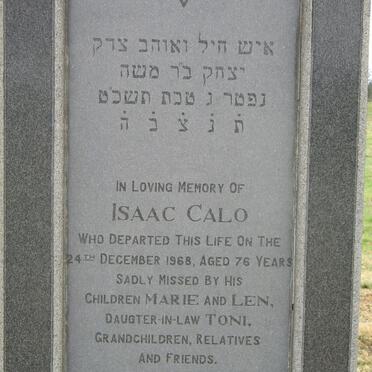 איש חיל ואוהב צדק
יצחק בֹר משה
נפטר ג טבת תשכֹט
תֹ נֹ צֹ בֹ הֹ
IN LOVING MEMORY OF
ISAAC CALO
WHO DEPARTED THIS LIFE ON THE
24TH DECEMBER 1968, AGED 76 YEARS
SADLY MISSED BY HIS
CHILDREN MARIE AND LEN,
DAUGTER-IN-LAW TONI,
GRANDCHILDREN, RELATIVES
AND FRIENDS.